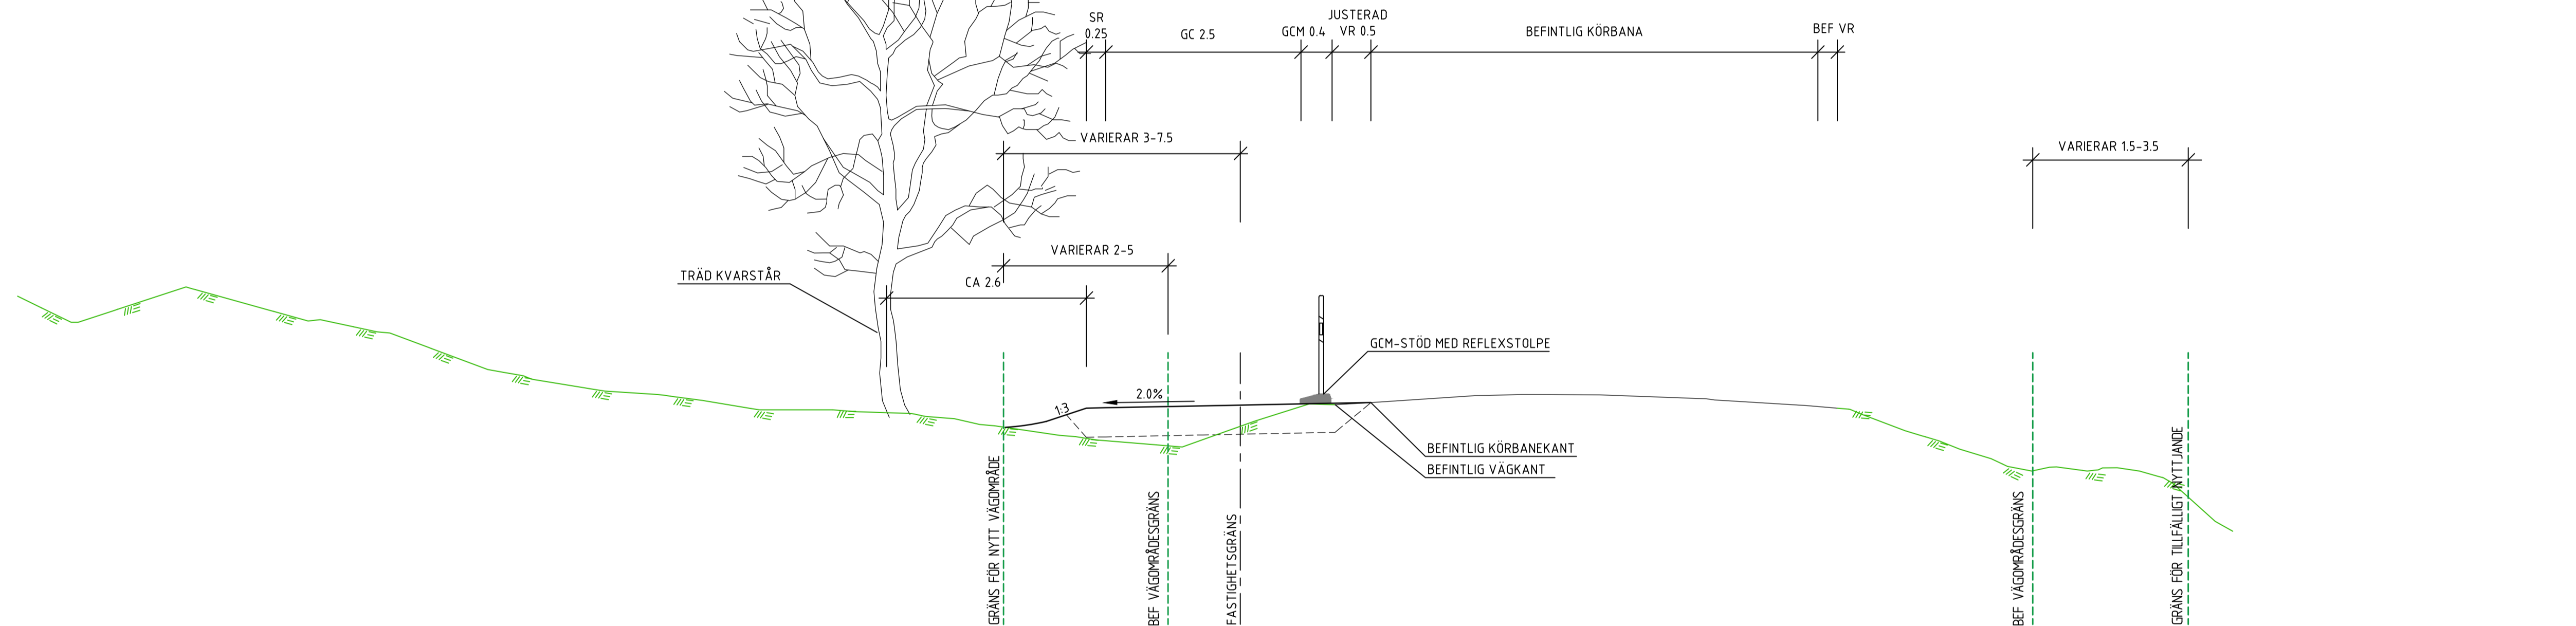 SR
0.25
GC 2.5
GCM 0.4
JUSTERAD
VR 0.5
BEFINTLIG KÖRBANA
BEF VR
VARIERAR 3-7.5
VARIERAR 1.5-3.5
VARIERAR 2-5
TRÄD KVARSTÅR
CA 2.6
GCM-STÖD MED REFLEXSTOLPE
2.0%
1:3
BEFINTLIG KÖRBANEKANT
BEFINTLIG VÄGKANT
GRÄNS FÖR NYTT VÄGOMRÅDE
BEF VÄGOMRÅDESGRÄNS
FASTIGHETSGRÄNS
BEF VÄGOMRÅDESGRÄNS
GRÄNS FÖR TILLFÄLLIGT NYTTJANDE